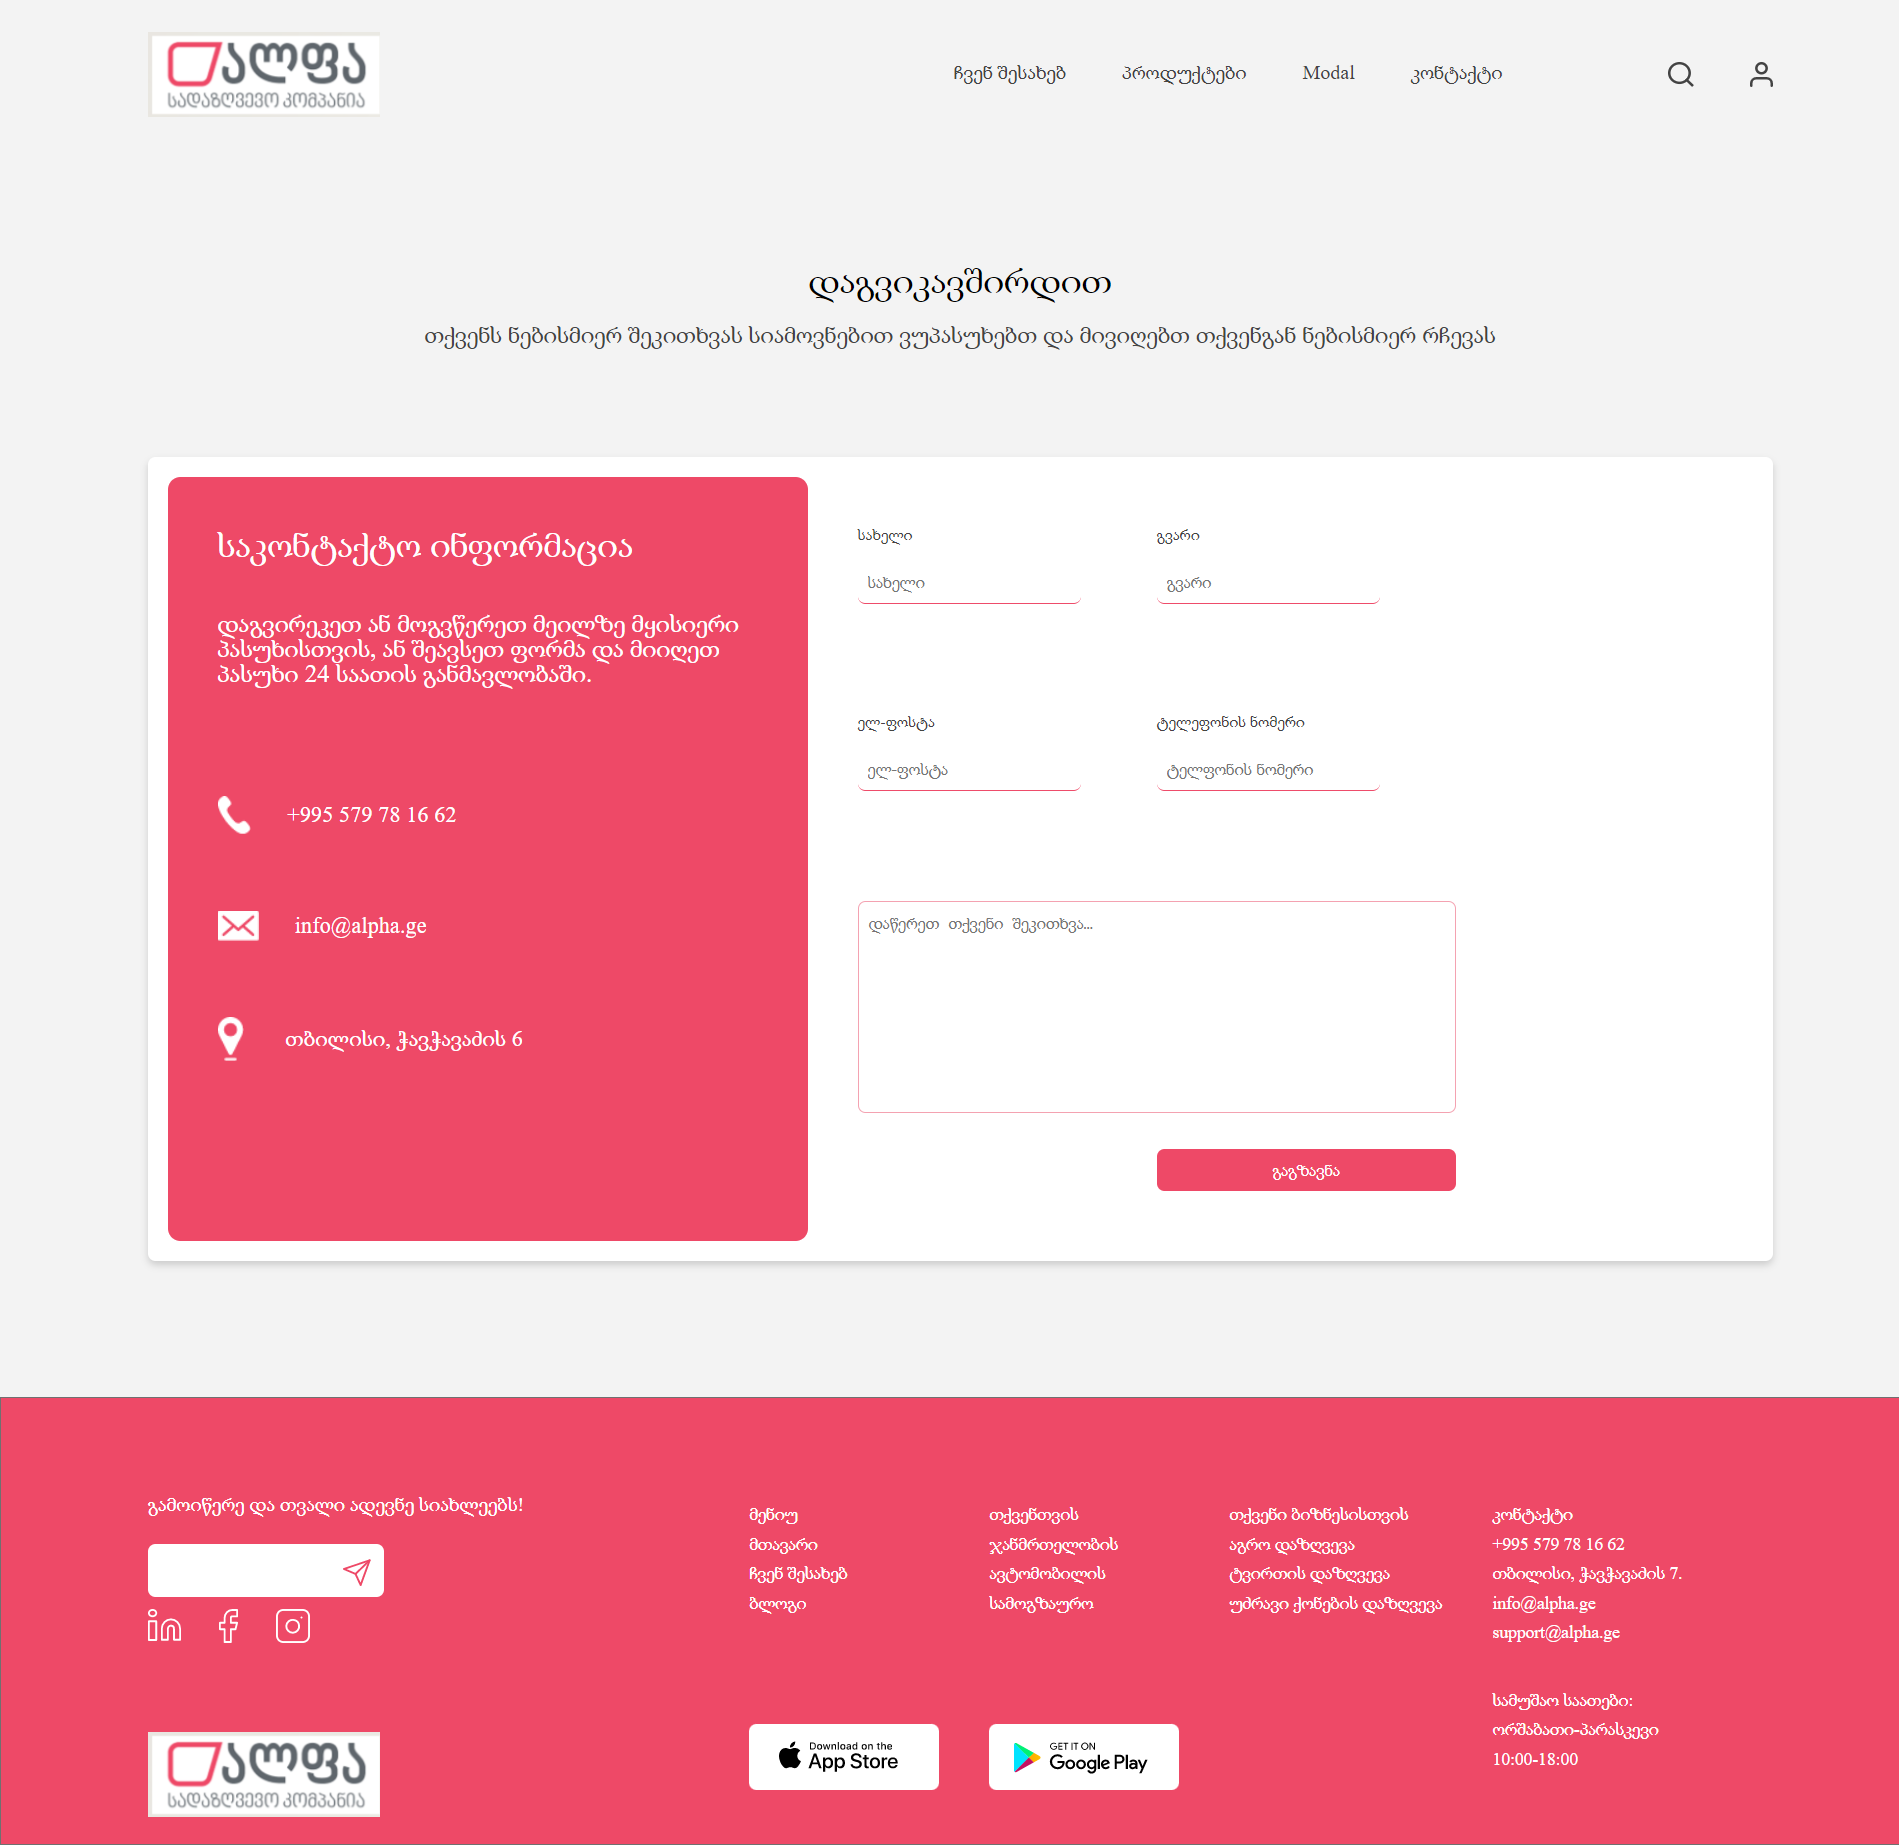 ალფა
სადაზღვევო კომპანია
ჩვენ შესახებ
პროდუქტები
Modal
კონტაქტი
დაგვიკავშირდით
თქვენს ნებისმიერ შეკითხვას სიამოვნებით ვუპასუხებთ და მივიღებთ თქვენგან ნებისმიერ რჩევას
საკონტაქტო ინფორმაცია
დაგვირეკეთ ან მოგვწერეთ მეილზე მყისიერი
პასუხისთვის, ან შეავსეთ ფორმა და მიიღეთ
პასუხი 24 საათის განმავლობაში.
+995 579 78 16 62
info@alpha.ge
თბილისი, ჭავჭავაძის 6
სახელი
გვარი
სახელი
გვარი
ელ-ფოსტა
ტელეფონის ნომერი
ელ-ფოსტა
ტელფონის ნომერი
დაწერეთ თქვენი შეკითხვა...
გაგზავნა
გამოიწერე და თვალი ადევნე სიახლეებს!
მენიუ
მთავარი
ჩვენ შესახებ
ბლოგი
თქვენთვის
ჯანმრთელობის
ავტომობილის
სამოგზაურო
თქვენი ბიზნესისთვის
აგრო დაზღვევა
ტვირთის დაზღვევა
უძრავი ქონების დაზღვევა
კონტაქტი
+995 579 78 16 62
თბილისი, ჭავჭავაძის 7.
info@alpha.ge
support@alpha.ge
სამუშაო საათები:
ორშაბათი-პარასკევი
10:00-18:00
ალფა
სადაზღვევო კომპანია
Download on the
App Store
GET IT ON
Google Play